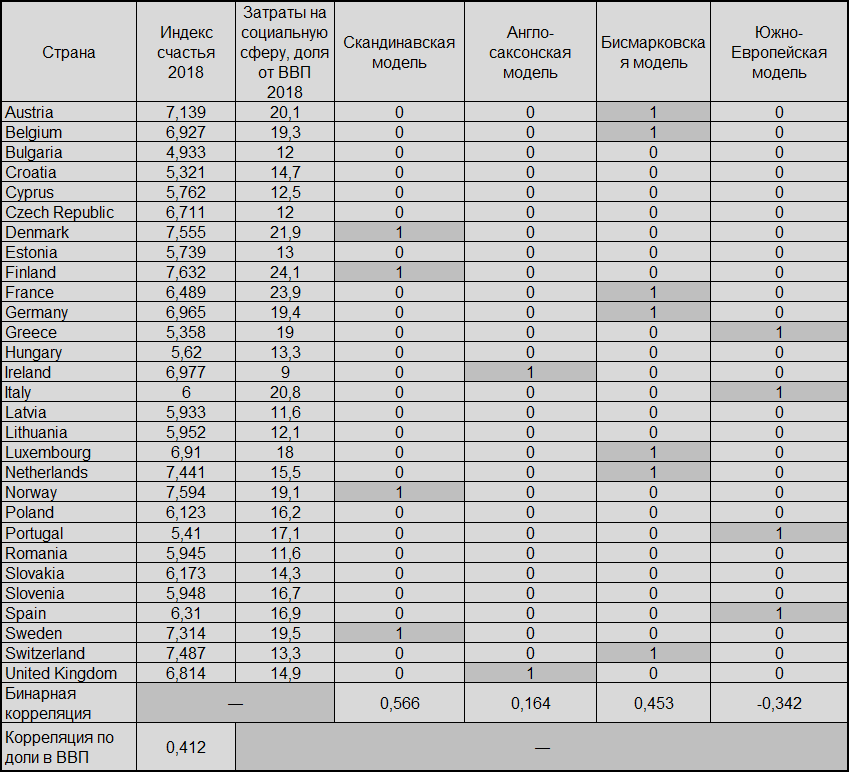 Страна Индекс счастья 2018 Затраты на социальную сферу, доля от ВВП 2018 Скандинавская модель Англо-саксонская модель Бисмарковская модель Южно-Европейская модель
Austria 7,139 20,1 0 0 1 0
Belgium 6,927 19,3 0 0 1 0
Bulgaria 4,933 12 0 0 0 0
Croatia 5,321 14,7 0 0 0 0
Cyprus 5,762 12,5 0 0 0 0
Czech Republic 6,711 12 0 0 0 0
Denmark 7,555 21,9 1 0 0 0
Estonia 5,739 13 0 0 0 0
Finland 7,632 24,1 1 0 0 0
France 6,489 23,9 0 0 1 0
Germany 6,965 19,4 0 0 1 0
Greece 5,358 19 0 0 0 1
Hungary 5,62 13,3 0 0 0 0
Ireland 6,977 9 0 1 0 0
Italy 6 20,8 0 0 0 1
Latvia 5,933 11,6 0 0 0 0
Lithuania 5,952 12,1 0 0 0 0
Luxembourg 6,91 18 0 0 1 0
Netherlands 7,441 15,5 0 0 1 0
Norway 7,594 19,1 1 0 0 0
Poland 6,123 16,2 0 0 0 0
Portugal 5,41 17,1 0 0 0 1
Romania 5,945 11,6 0 0 0 0
Slovakia 6,173 14,3 0 0 0 0
Slovenia 5,948 16,7 0 0 0 0
Spain 6,31 16,9 0 0 0 1
Sweden 7,314 19,5 1 0 0 0
Switzerland 7,487 13,3 0 0 1 0
United Kingdom 6,814 14,9 0 1 0 0
Бинарная корреляция — 0,566 0,164 0,453 -0,342
Корреляция по доли в ВВП 0,412 —